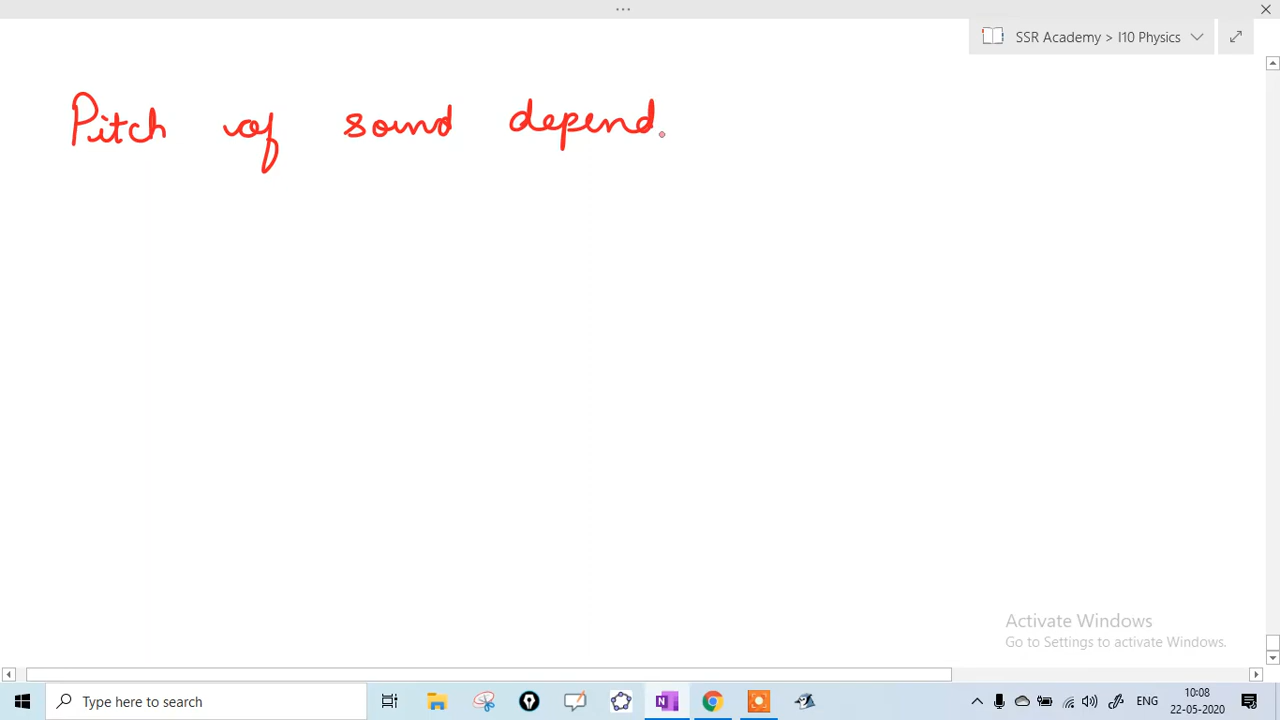 ···
SSR Academy > I10 Physics
Pitch of sound depend
Activate Windows
Go to Settings to activate Windows.
Type here to search
ENG
10:08
22-05-2020